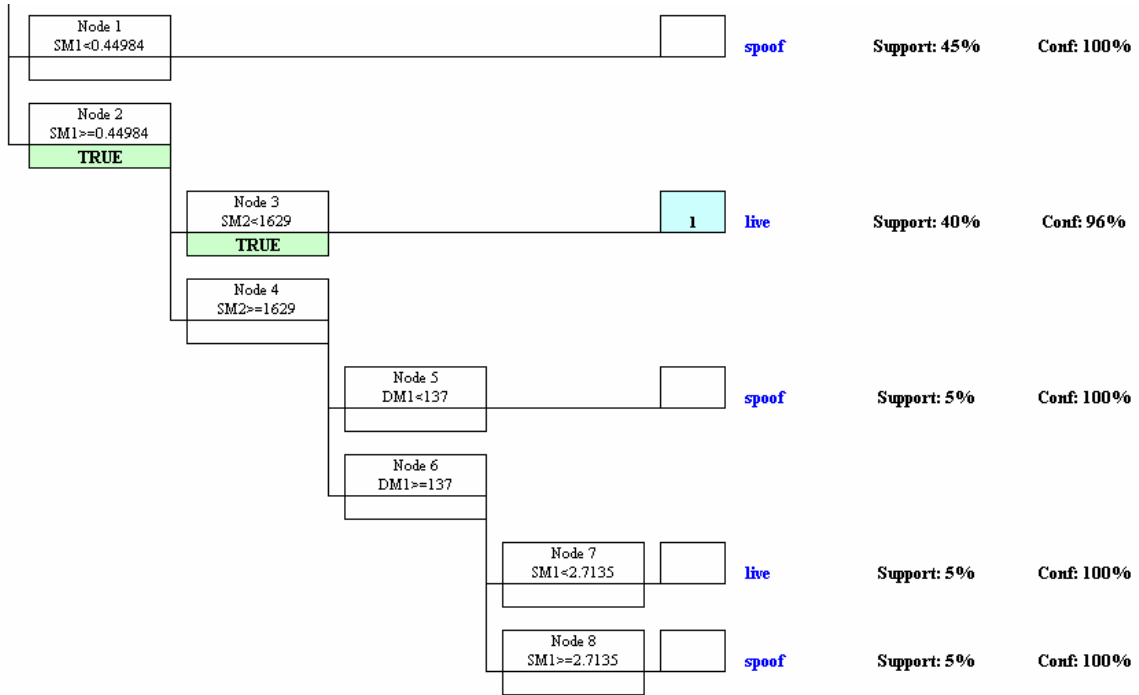 Node 1
SM1<0.44984
spoof Support: 45% Conf: 100%
Node 2
SM1>=0.44984
TRUE
Node 3
SM2<1629
TRUE
1 live Support: 40% Conf: 96%
Node 4
SM2>=1629
Node 5
DM1<137
spoof Support: 5% Conf: 100%
Node 6
DM1>=137
Node 7
SM1<2.7135
live Support: 5% Conf: 100%
Node 8
SM1>=2.7135
spoof Support: 5% Conf: 100%